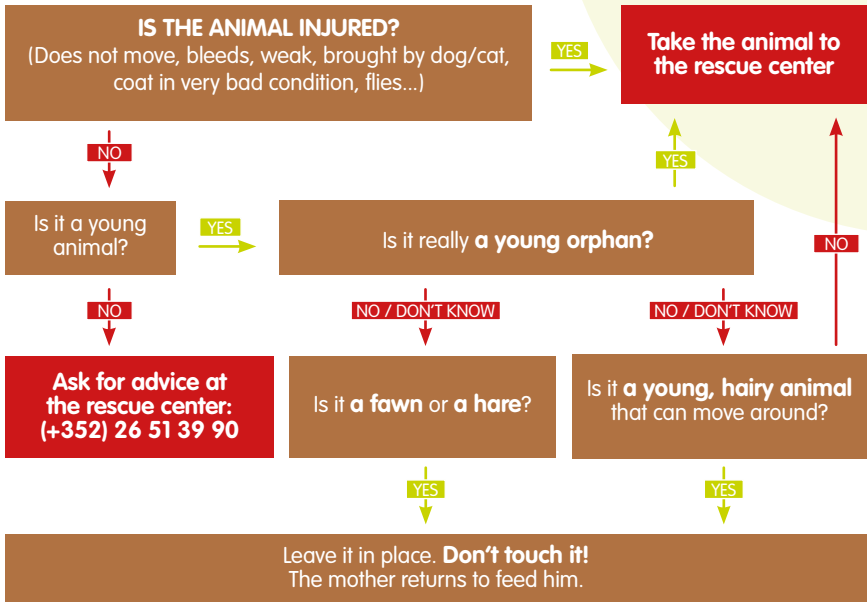 IS THE ANIMAL INJURED?
(Does not move, bleeds, weak, brought by dog/cat,
coat in very bad condition, flies...)
YES
Take the animal to
the rescue center
NO
YES
Is it a young
animal?
YES
Is it really a young orphan?
NO
NO
NO / DON'T KNOW
NO / DON'T KNOW
Ask for advice at
the rescue center:
(+352) 26 51 39 90
Is it a fawn or a hare?
Is it a young, hairy animal
that can move around?
YES
YES
Leave it in place. Don't touch it!
The mother returns to feed him.